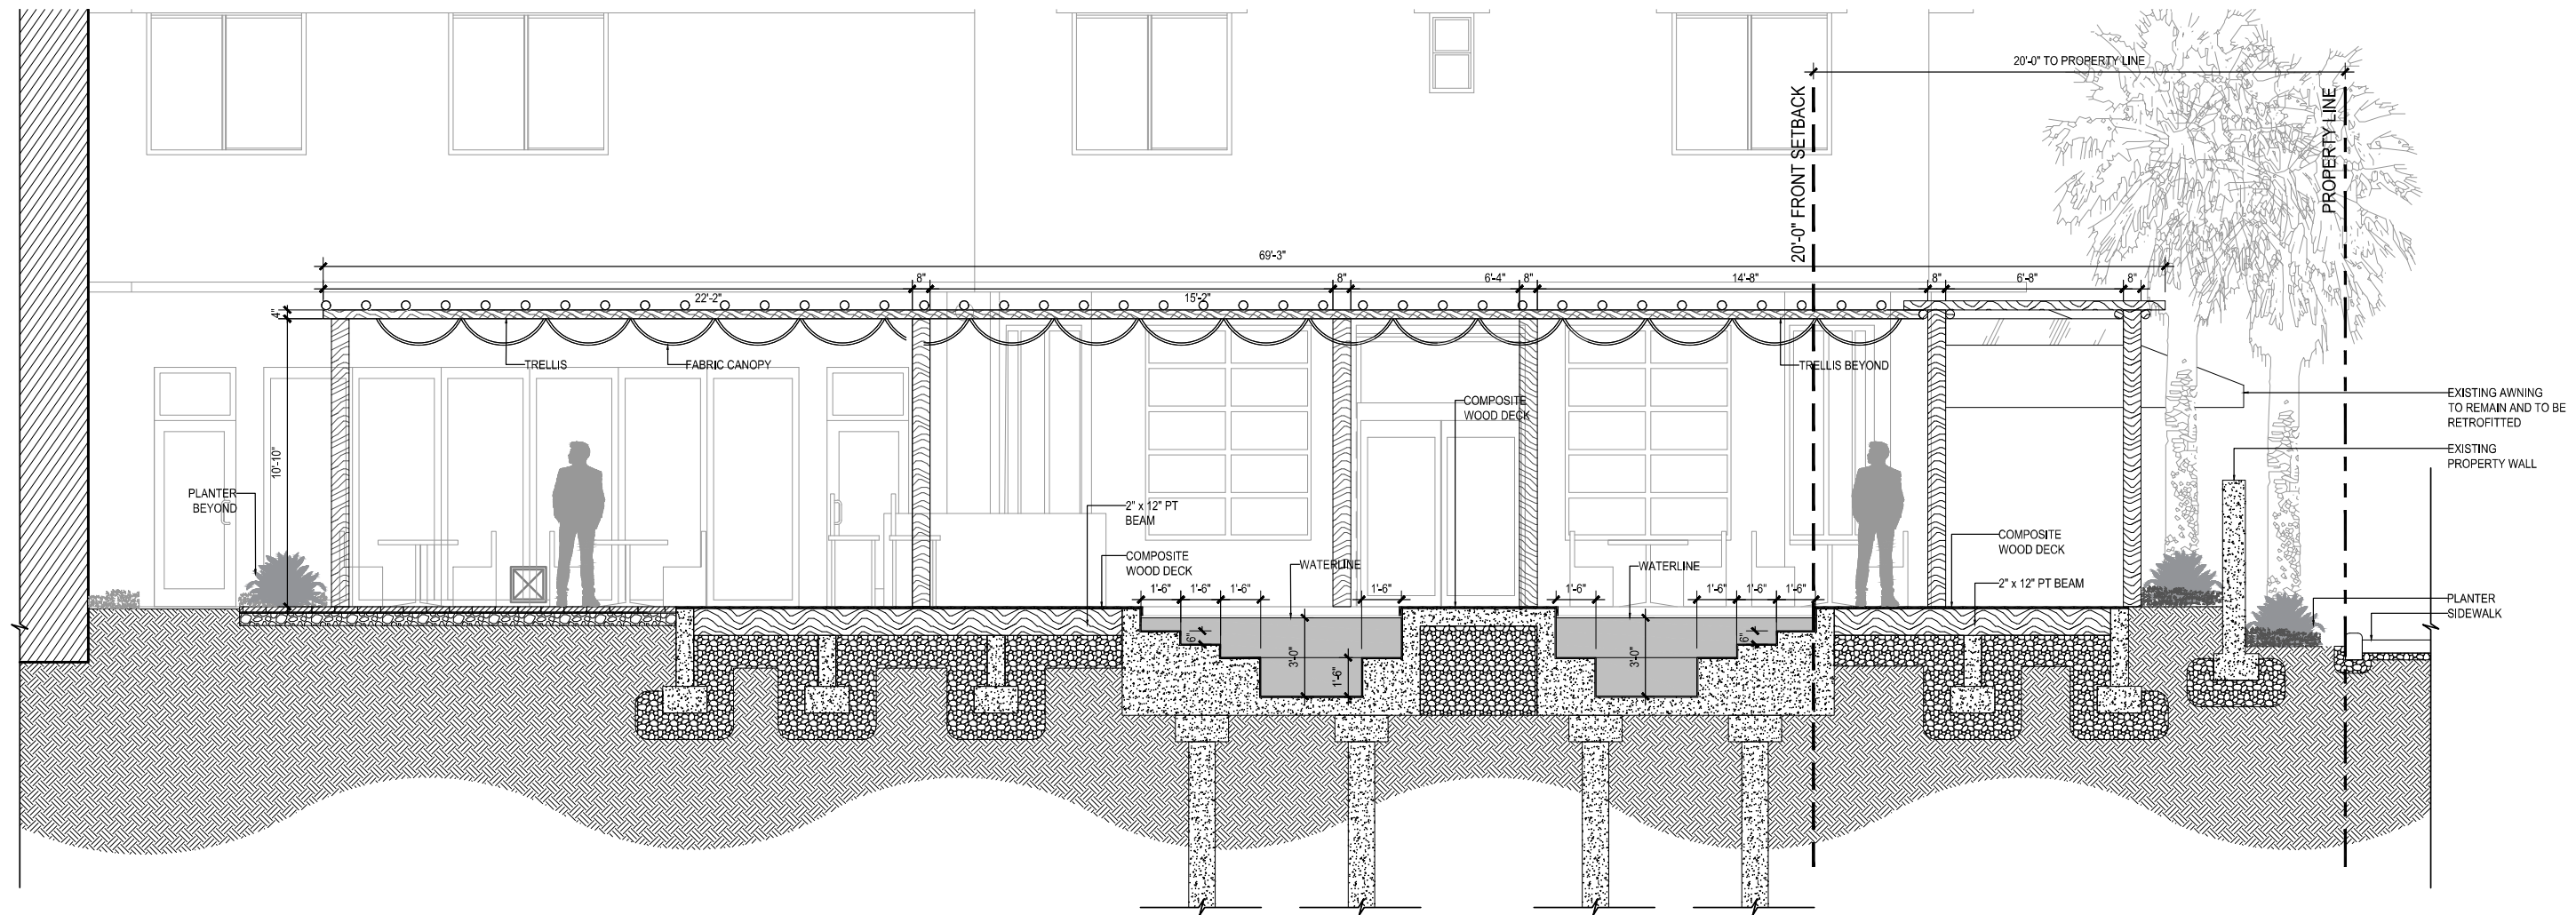 20'-0" TO PROPERTY LINE
20'-0" FRONT SETBACK
PROPERTY LINE
69'-3"
8"
8"
6'-4"
8"
14'-8"
8"
6'-8"
8"
22'-2"
15'-2"
4"
TRELLIS
FABRIC CANOPY
TRELLIS BEYOND
EXISTING AWNING
TO REMAIN AND TO BE
RETROFITTED
COMPOSITE
WOOD DECK
10'-10"
EXISTING
PROPERTY WALL
PLANTER
BEYOND
2" x 12" PT
BEAM
COMPOSITE
WOOD DECK
COMPOSITE
WOOD DECK
WATERLINE
WATERLINE
2" x 12" PT BEAM
1'-6"
1'-6"
1'-6"
1'-6"
1'-6"
1'-6"
1'-6"
1'-6"
PLANTER
SIDEWALK
6"
6"
3'-0"
1'-6"
3'-0"